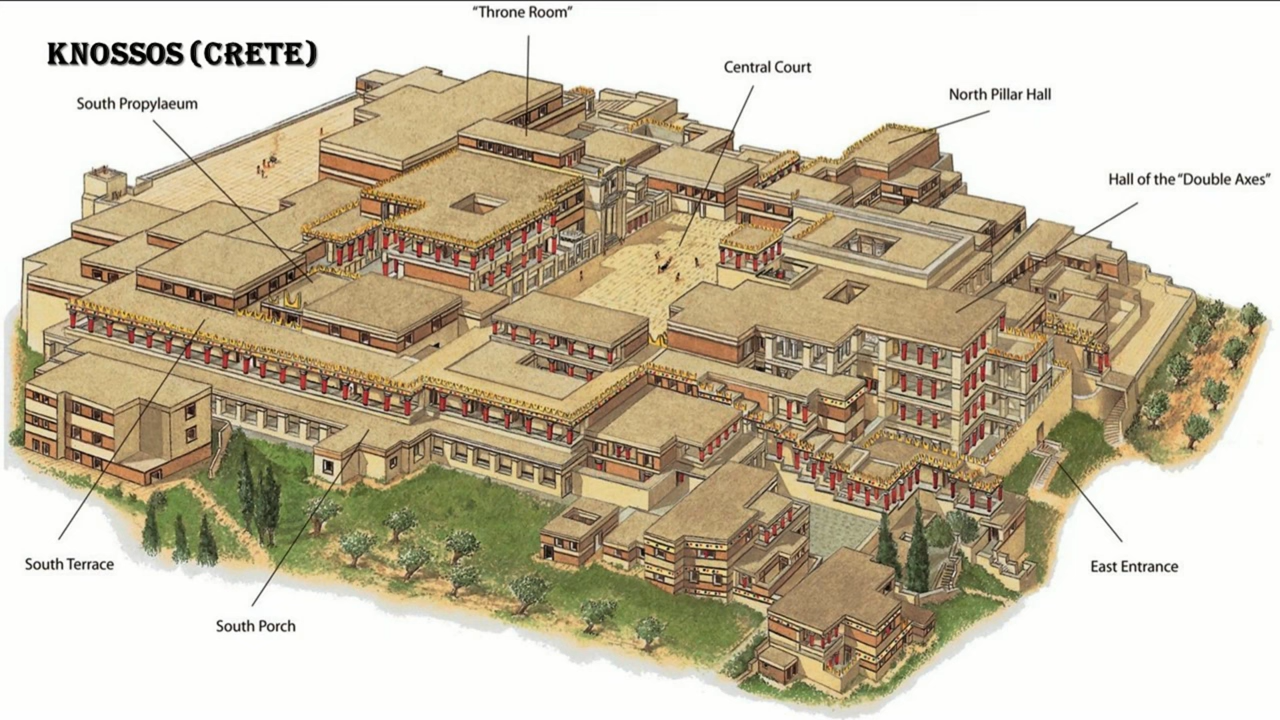 "Throne Room"
KNOSSOS (CRETE)
Central Court
South Propylaeum
North Pillar Hall
Hall of the "Double Axes"
South Terrace
East Entrance
South Porch